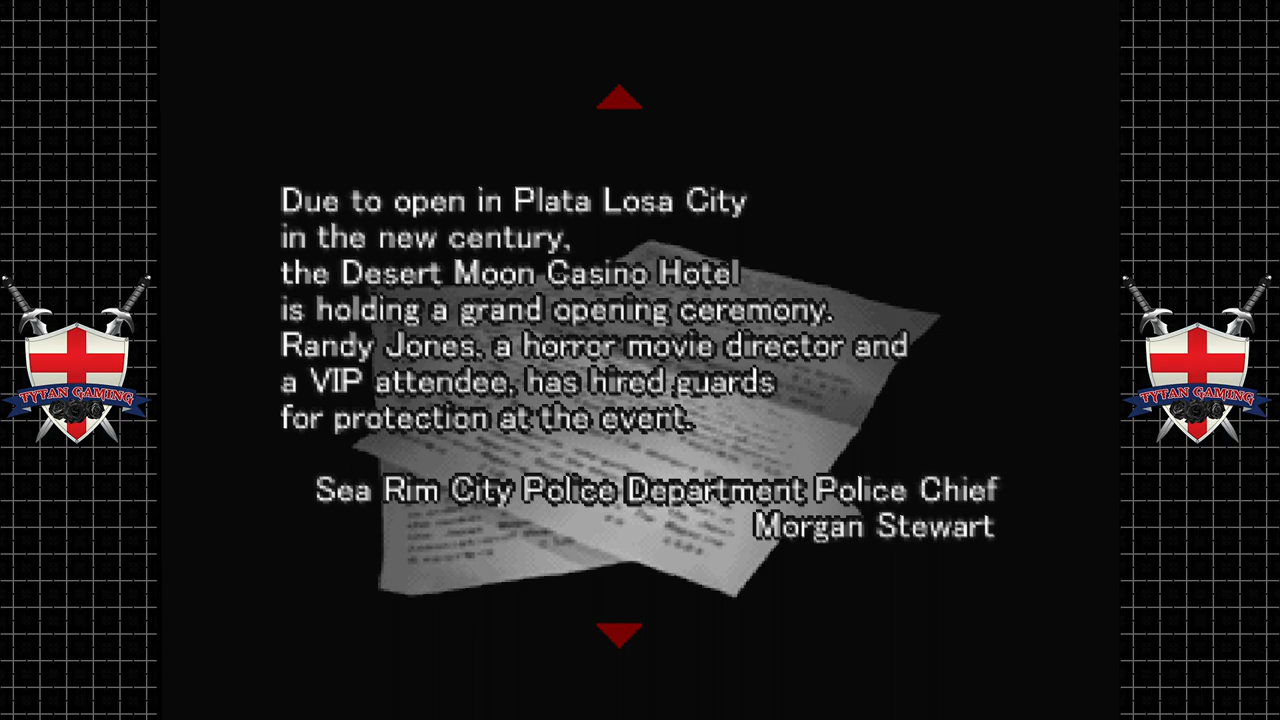 Due to open in Plata Losa City
in the new century,
the Desert Moon Casino Hotel
is holding a grand opening ceremony.
Randy Jones, a horror movie director and
a VIP attendee, has hired guards
for protection at the event.
Sea Rim City Police Department Police Chief
Morgan Stewart
TYTAN GAMING
TYTAN GAMING